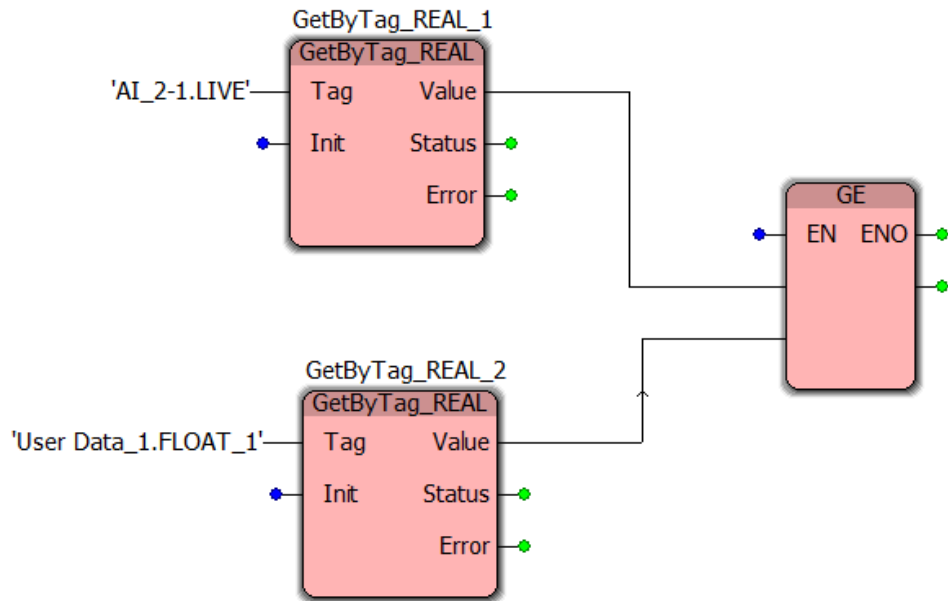 GetByTag_REAL_1
GetByTag_REAL
'AI_2-1.LIVE'
Tag Value
Init Status
Error
GE
EN ENO
GetByTag_REAL_2
GetByTag_REAL
'User Data_1.FLOAT_1'
Tag Value
Init Status
Error